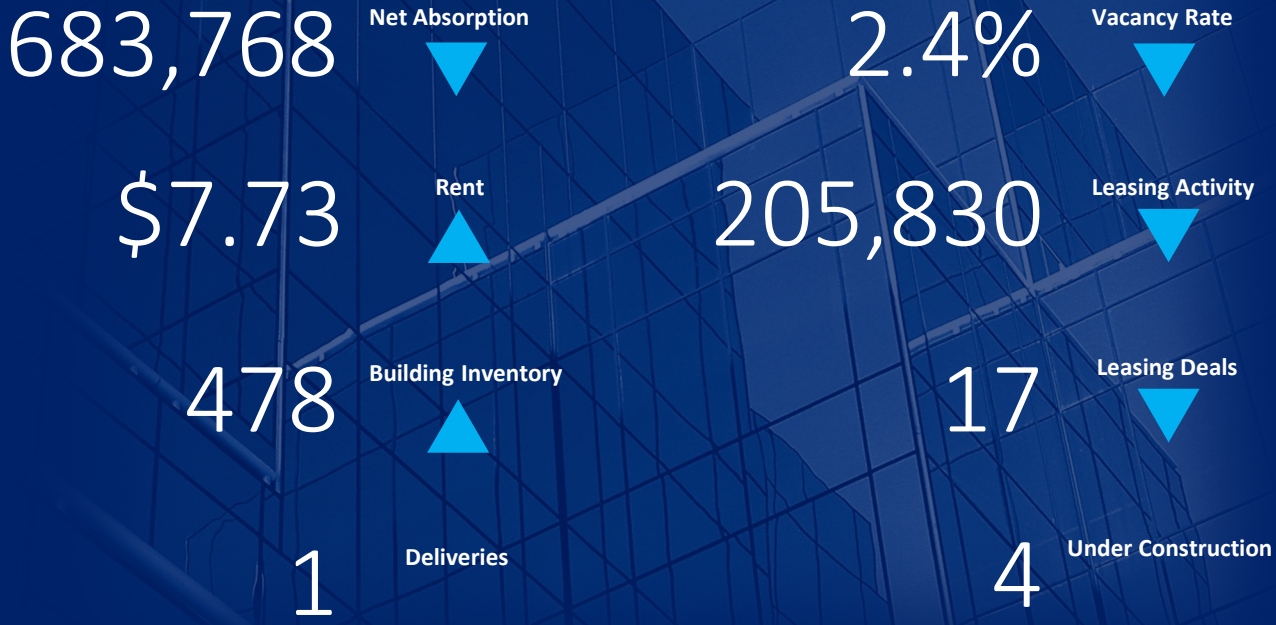 683,768 Net Absorption
2.4% Vacancy Rate
$7.73 Rent
205,830 Leasing Activity
478 Building Inventory
17 Leasing Deals
1 Deliveries
4 Under Construction